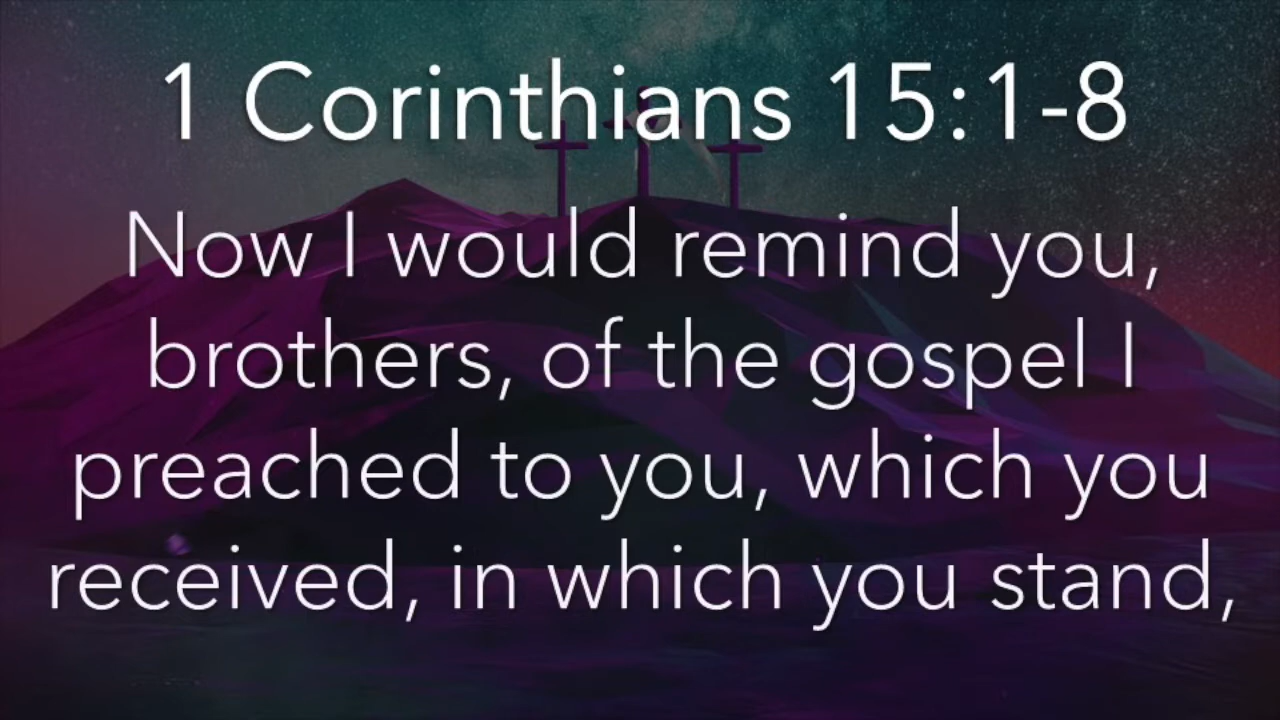 1 Corinthians 15:1-8
Now I would remind you,
brothers, of the gospel I
preached to you, which you
received, in which you stand,